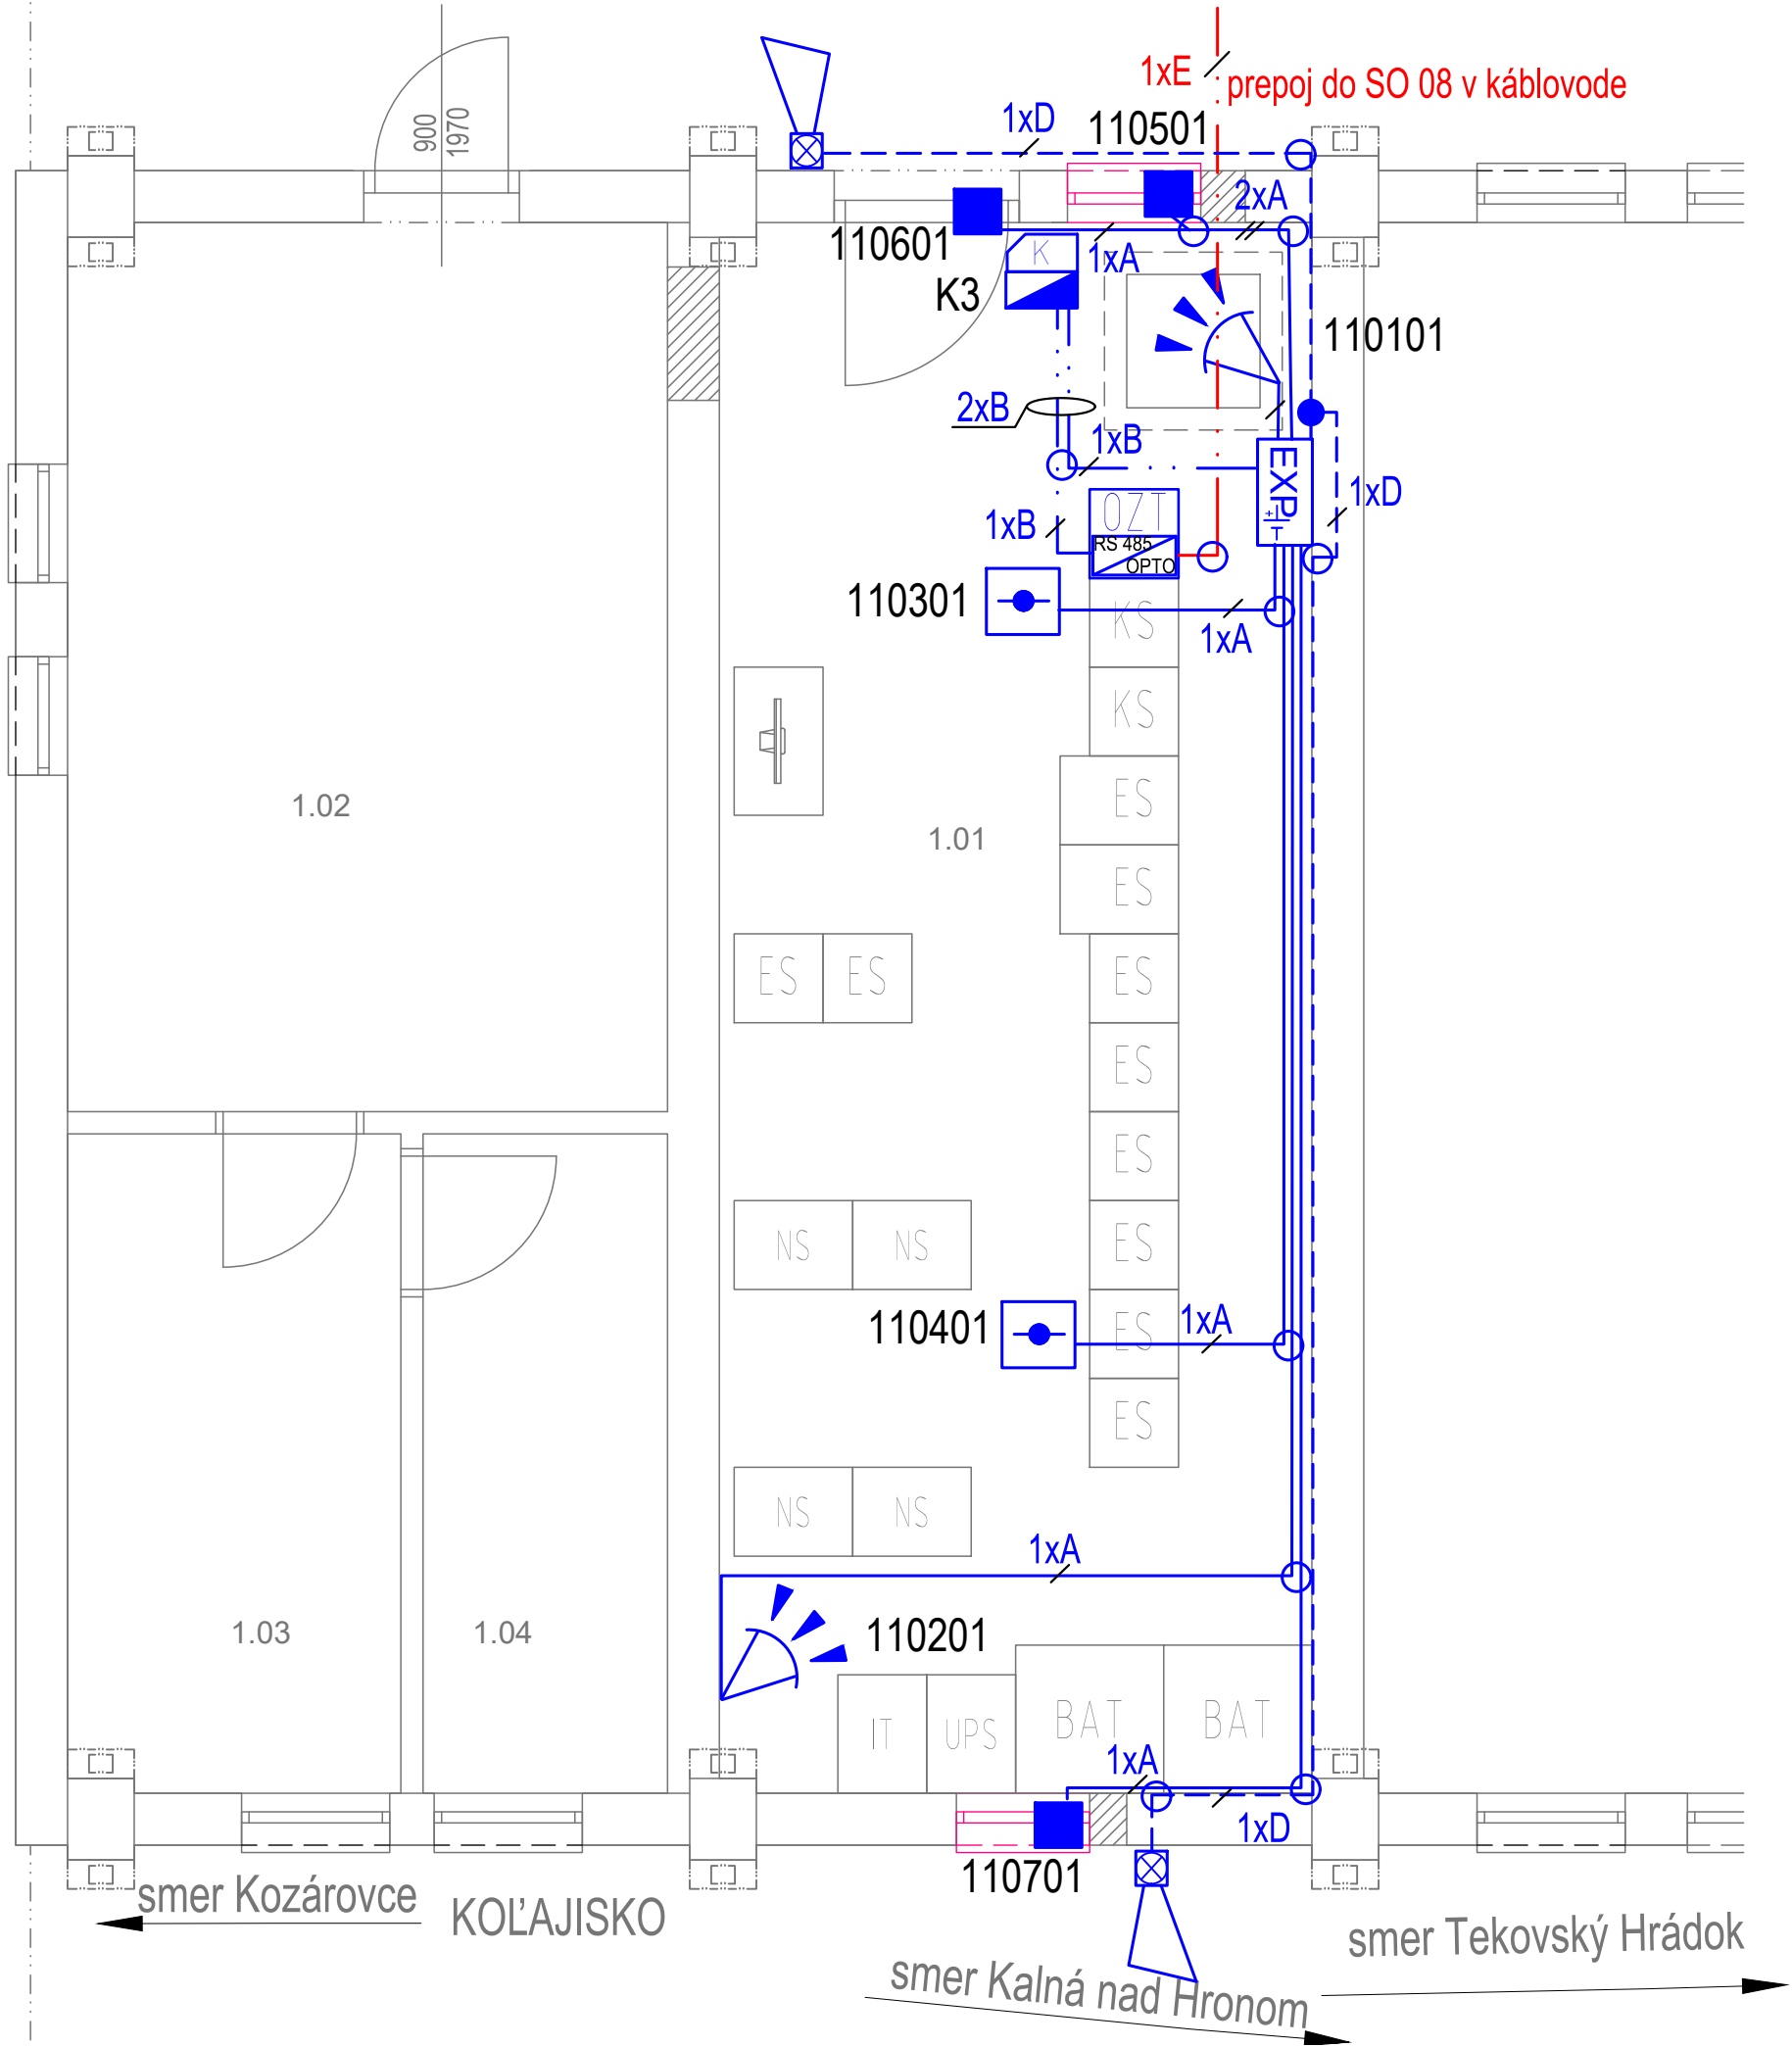 1xE
prepoj do SO 08 v káblovode
900
1970
1xD
110501
2xA
110601
K
1xA
K3
110101
2xB
1xB
EXP
1xD
OZT
1xB
RS 485
OPTO
110301
KS
1xA
KS
1.02
ES
1.01
ES
ES
ES
ES
ES
ES
NS
NS
ES
110401
1xA
ES
ES
NS
NS
1xA
1.03
1.04
110201
IT
UPS
BAT
BAT
1xA
1xD
110701
smer Kozárovce
KOĽAJISKO
smer Tekovský Hrádok
smer Kalná nad Hronom